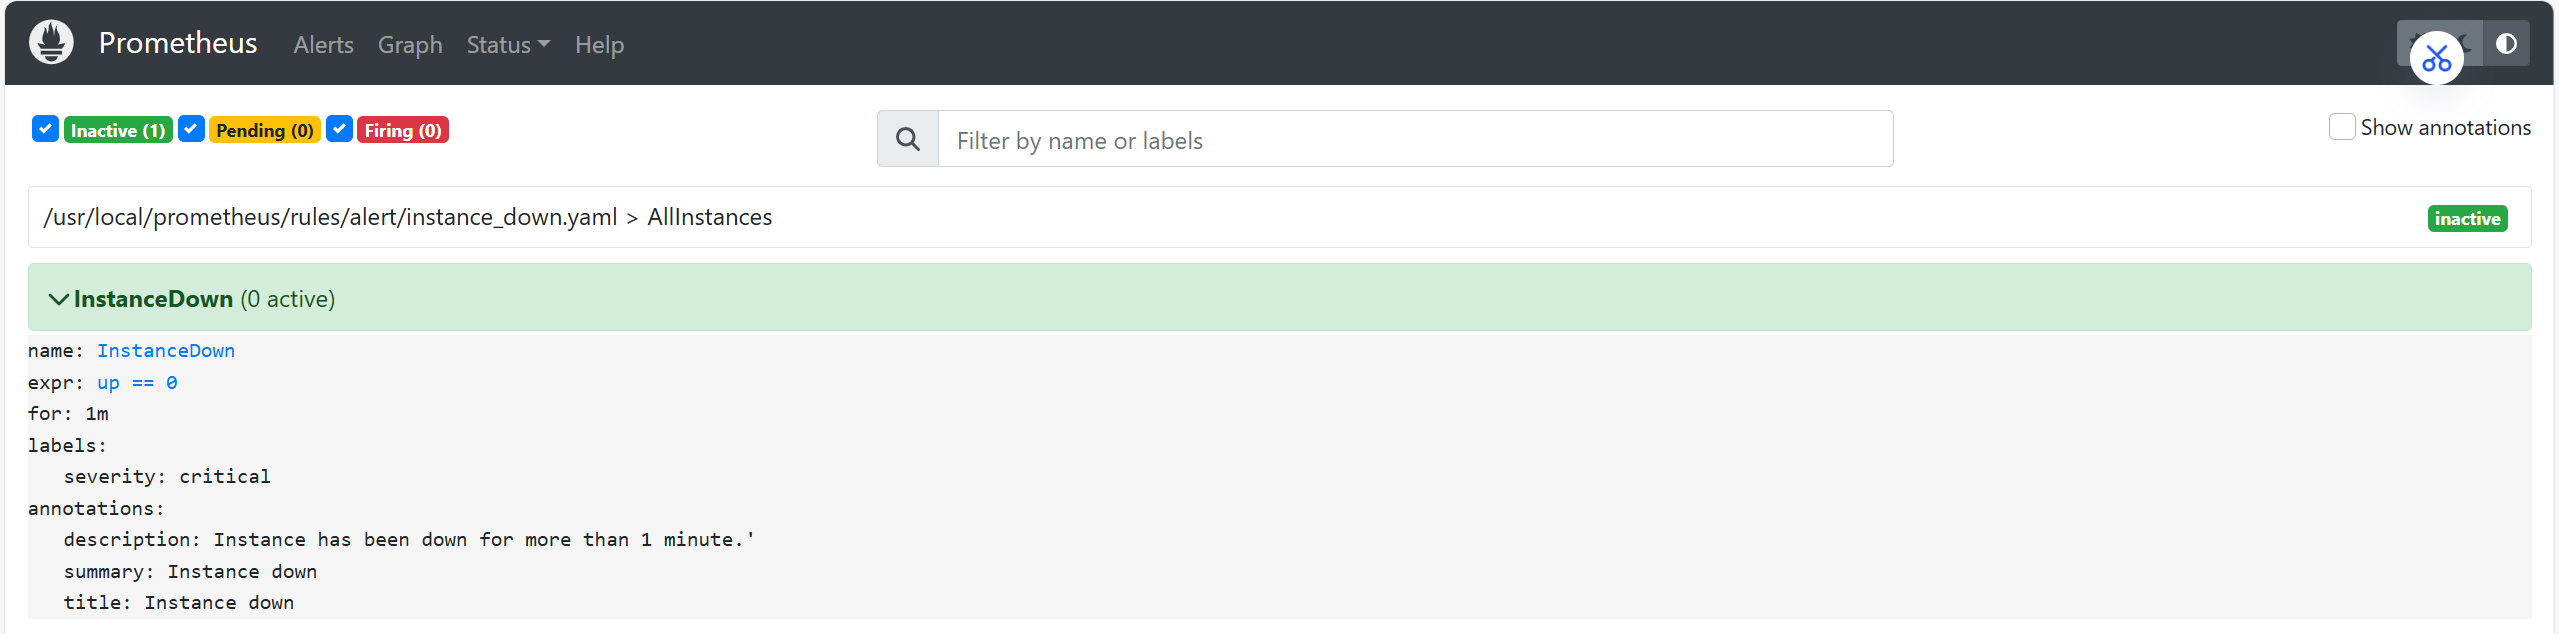 Prometheus Alerts Graph Status Help
Inactive (1) Pending (0) Firing (0) Filter by name or labels Show annotations
/usr/local/prometheus/rules/alert/instance_down.yaml > AllInstances inactive
InstanceDown (0 active)
name: InstanceDown
expr: up == 0
for: 1m
labels:
severity: critical
annotations:
description: Instance has been down for more than 1 minute.'
summary: Instance down
title: Instance down